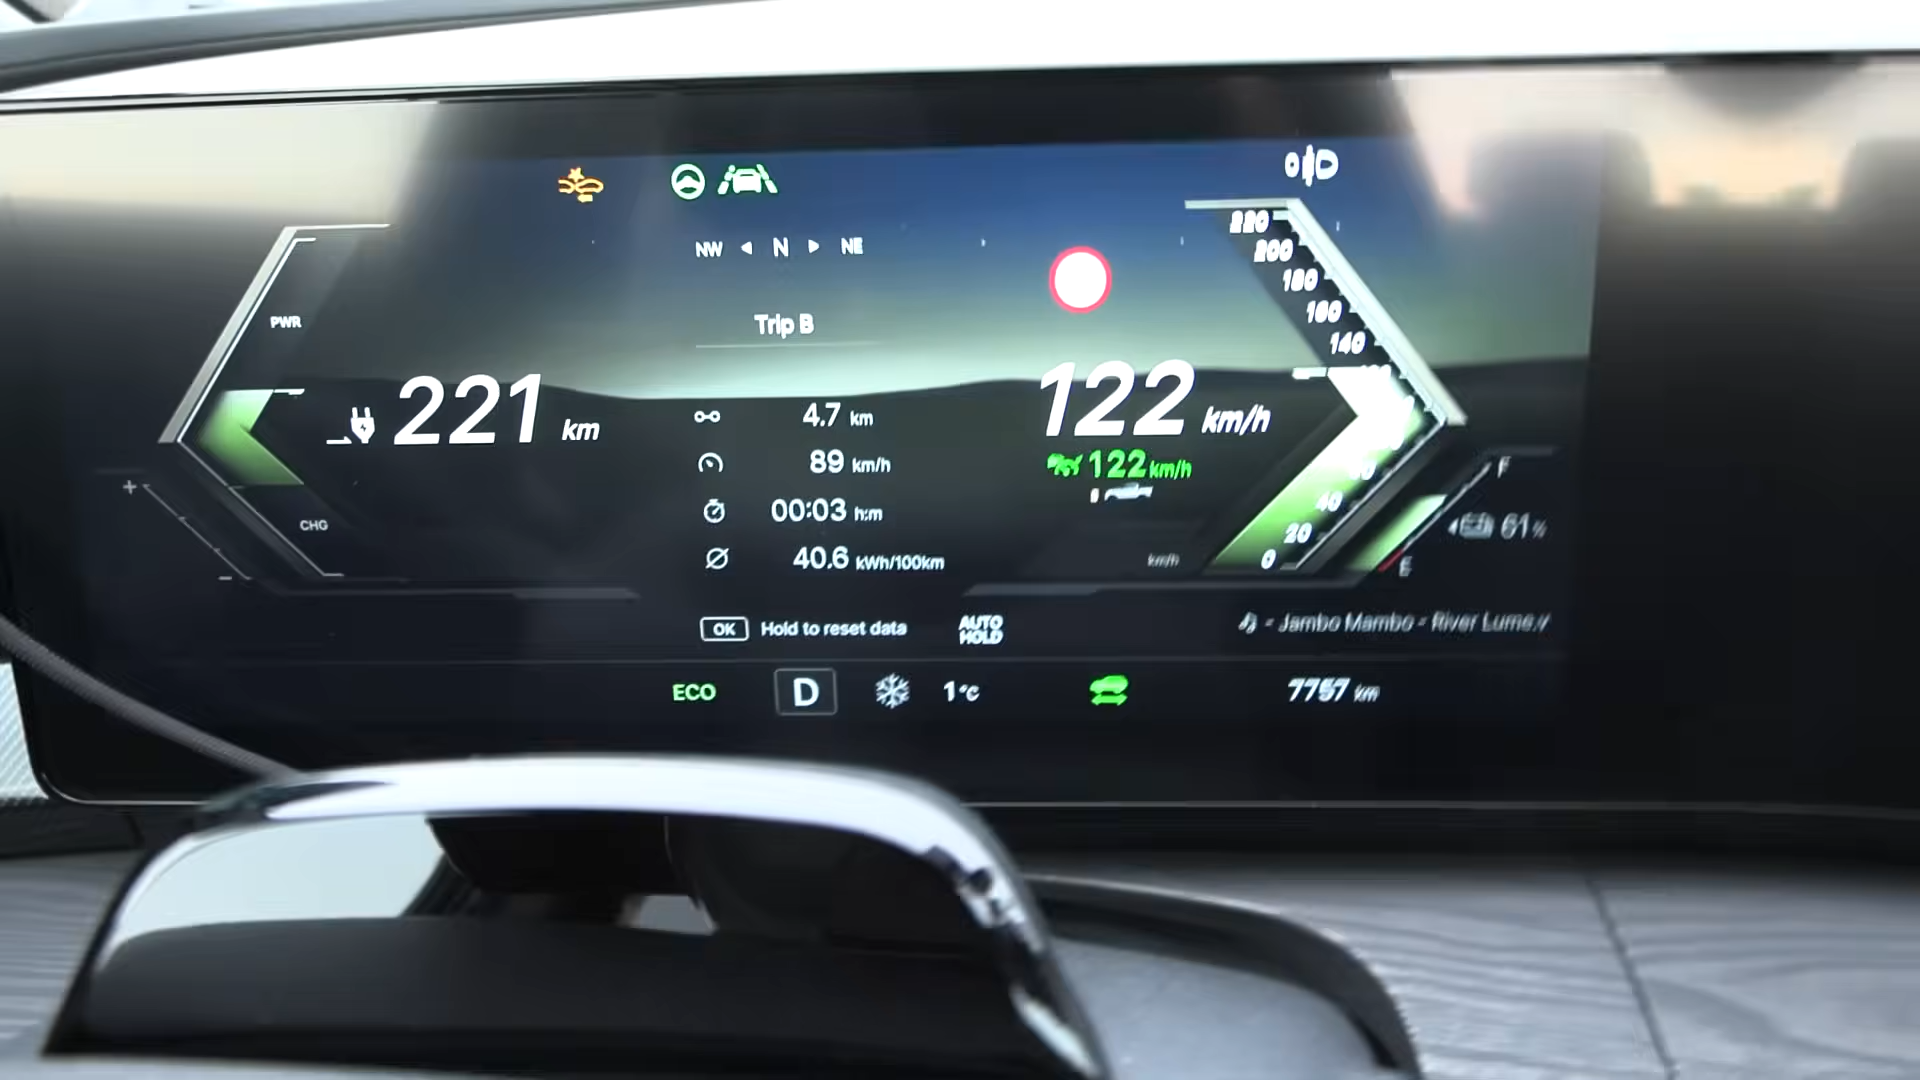 NW N NE
220
200
180
160
140
PWR
Trip B
221 km
4.7 km
122 km/h
89 km/h
122 km/h
F
+
00:03 h:m
40
61%
CHG
20
40.6 kWh/100km
km/h
0
E
-
OK Hold to reset data
AUTO HOLD
- Jambo Mambo - River Lume
ECO
D
1°C
7757 km